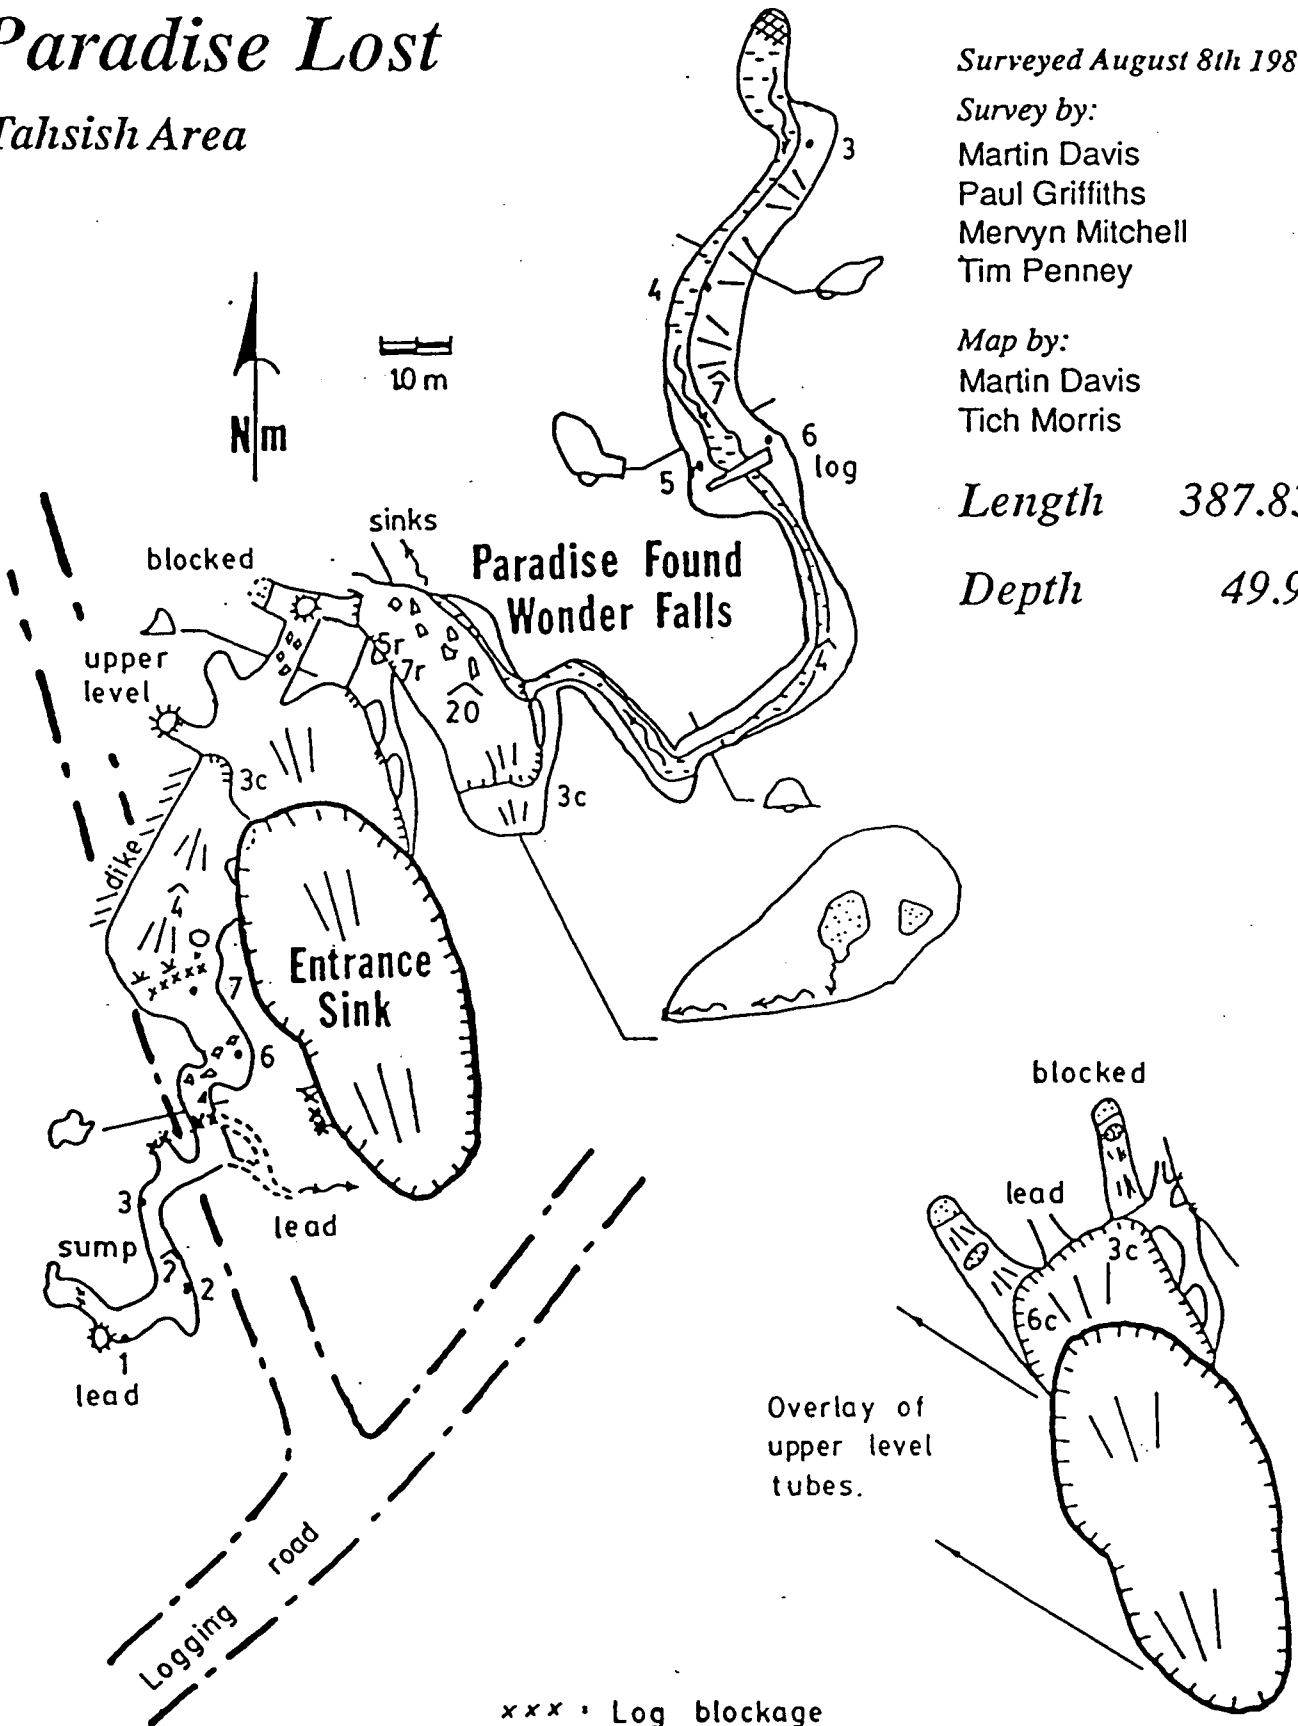 Paradise Lost
Tahsish Area
Surveyed August 8th 198
Survey by:
Martin Davis
Paul Griffiths
Mervyn Mitchell
Tim Penney
Map by:
Martin Davis
Tich Morris
Length 387.83
Depth 49.9
Nm
10 m
3
4
7
6
log
5
sinks
blocked
Paradise Found
Wonder Falls
upper
level
5r
7r
20
4
3c
3c
dike
4
Entrance
Sink
7
6
3
lead
sump
?
2
1
lead
blocked
lead
3c
6c
Overlay of
upper level
tubes.
Logging road
xxx : Log blockage